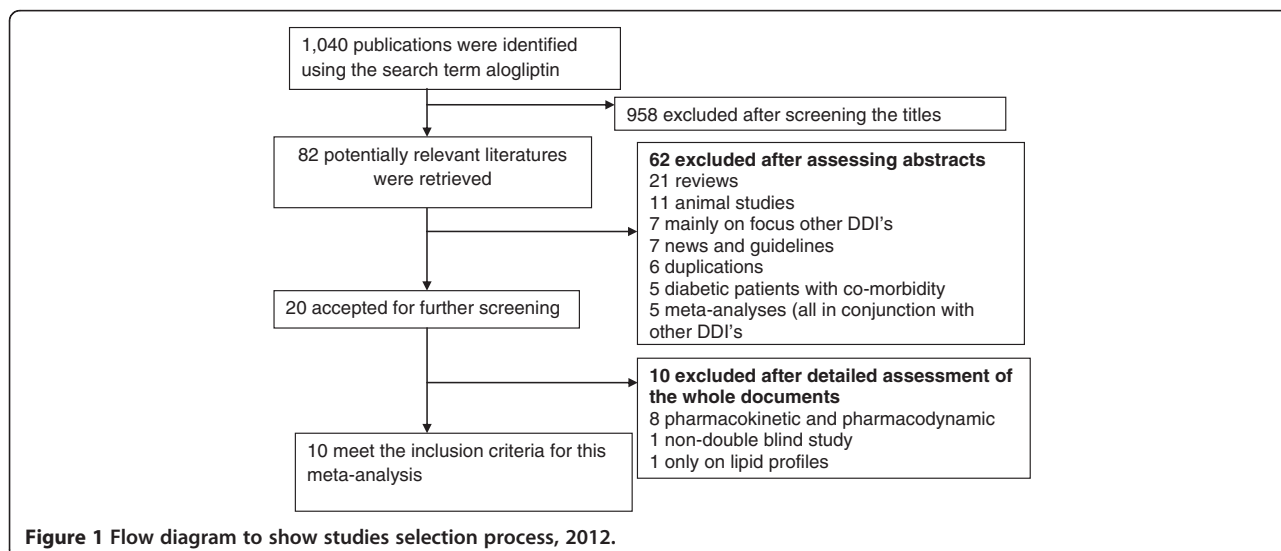 1,040 publications were identified
using the search term alogliptin
958 excluded after screening the titles
82 potentially relevant literatures
were retrieved
62 excluded after assessing abstracts
21 reviews
11 animal studies
7 mainly on focus other DDI's
7 news and guidelines
6 duplications
5 diabetic patients with co-morbidity
5 meta-analyses (all in conjunction with
other DDI's
20 accepted for further screening
10 excluded after detailed assessment of
the whole documents
8 pharmacokinetic and pharmacodynamic
1 non-double blind study
1 only on lipid profiles
10 meet the inclusion criteria for this
meta-analysis
Figure 1 Flow diagram to show studies selection process, 2012.